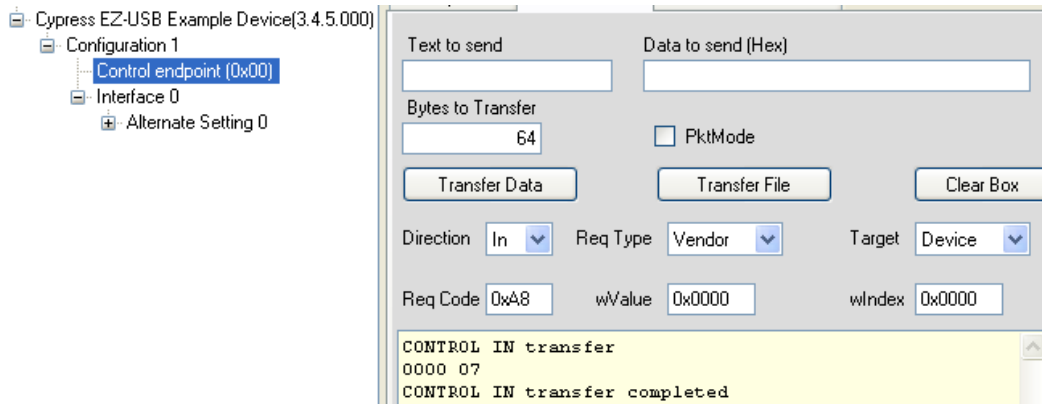 Cypress EZ-USB Example Device(3.4.5.000)
Configuration 1
Control endpoint (0x00)
Interface 0
Alternate Setting 0
Text to send Data to send (Hex)
Bytes to Transfer
64 PktMode
Transfer Data Transfer File Clear Box
Direction In Req Type Vendor Target Device
Req Code 0xA8 wValue 0x0000 wIndex 0x0000
CONTROL IN transfer
0000 07
CONTROL IN transfer completed